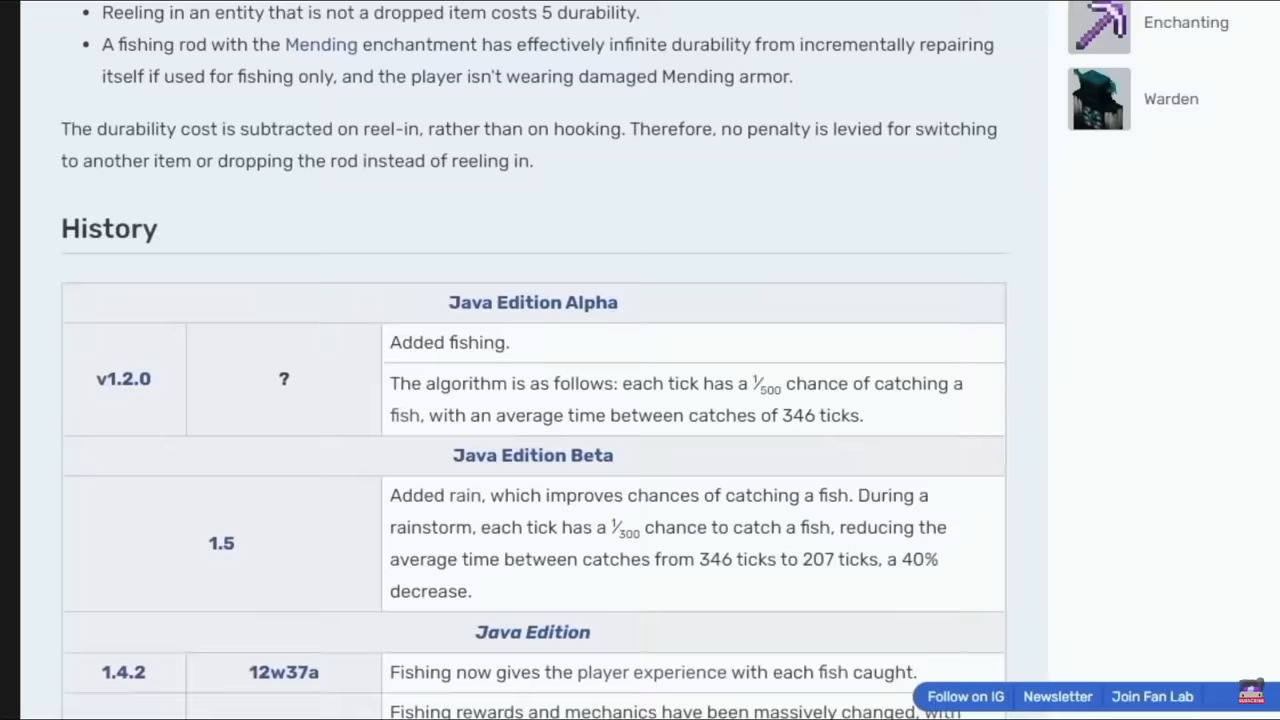 Reeling in an entity that is not a dropped item costs 5 durability.
A fishing rod with the Mending enchantment has effectively infinite durability from incrementally repairing
itself if used for fishing only, and the player isn't wearing damaged Mending armor.
The durability cost is subtracted on reel-in, rather than on hooking. Therefore, no penalty is levied for switching
to another item or dropping the rod instead of reeling in.
History
Java Edition Alpha
v1.2.0
?
Added fishing.
The algorithm is as follows: each tick has a 1/500 chance of catching a
fish, with an average time between catches of 346 ticks.
Java Edition Beta
1.5
Added rain, which improves chances of catching a fish. During a
rainstorm, each tick has a 1/300 chance to catch a fish, reducing the
average time between catches from 346 ticks to 207 ticks, a 40%
decrease.
Java Edition
1.4.2
12w37a
Fishing now gives the player experience with each fish caught.
Fishing rewards and mechanics have been massively changed, with
Enchanting
Warden
Follow on IG
Newsletter
Join Fan Lab
SUBSCRIBE